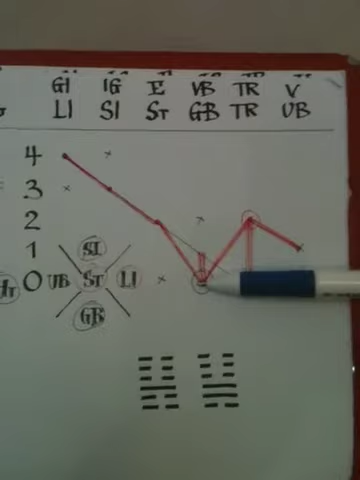 GI IG E VB TR V
LI SI ST GB TR UB
4
3
2
1 SI
0 UB ST LI
GB